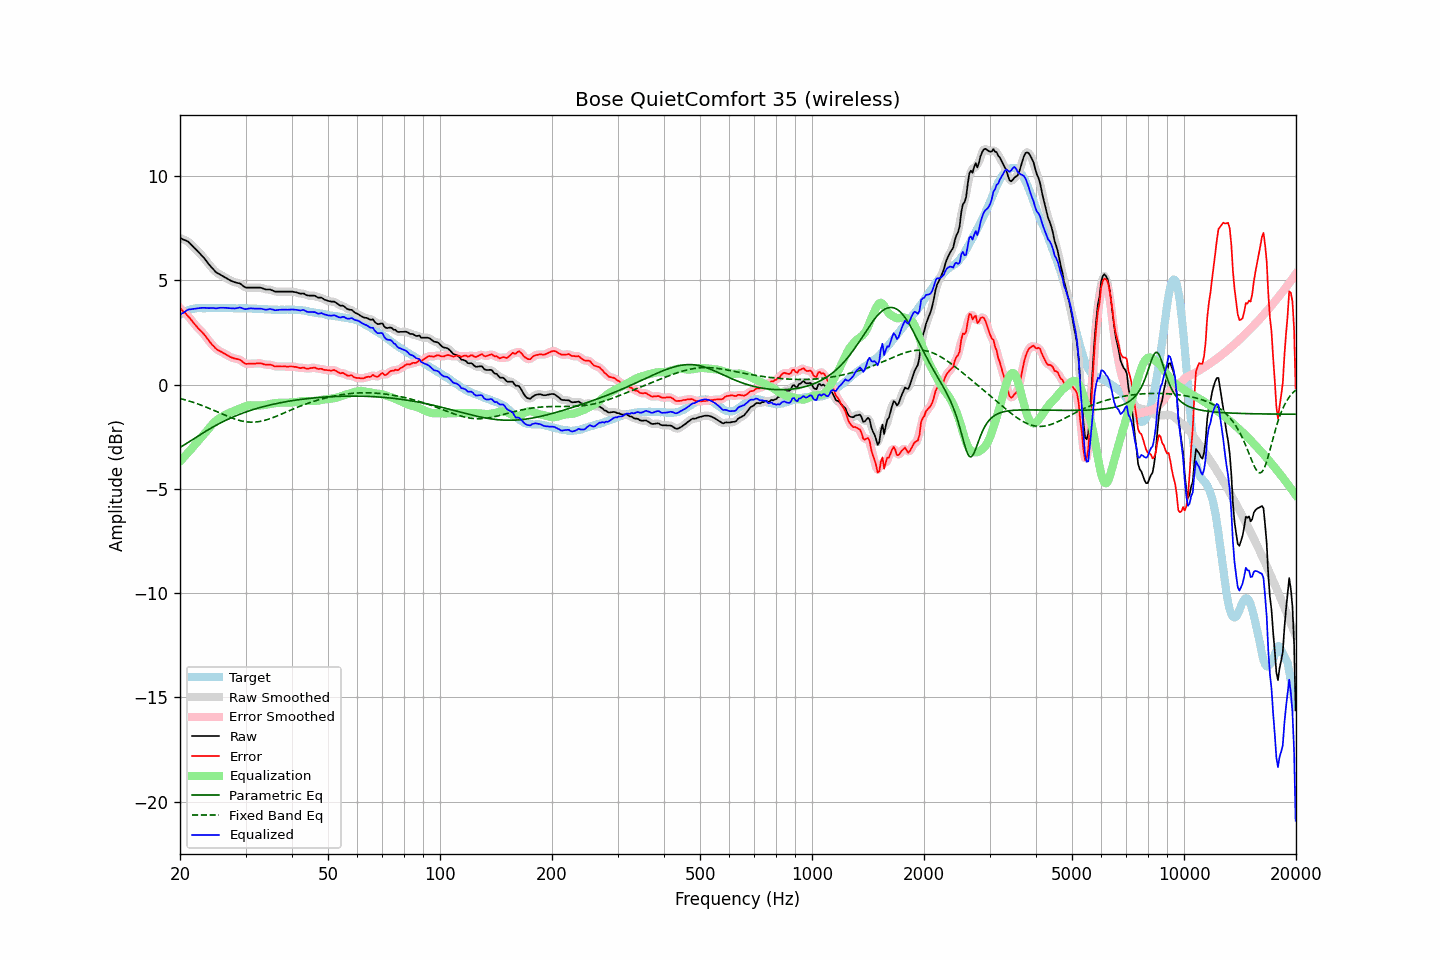 Bose QuietComfort 35 (wireless)
Amplitude (dBr)
10
5
0
−5
−10
−15
−20
Target
Raw Smoothed
Error Smoothed
Raw
Error
Equalization
Parametric Eq
Fixed Band Eq
Equalized
20 50 100 200 500 1000 2000 5000 10000 20000
Frequency (Hz)